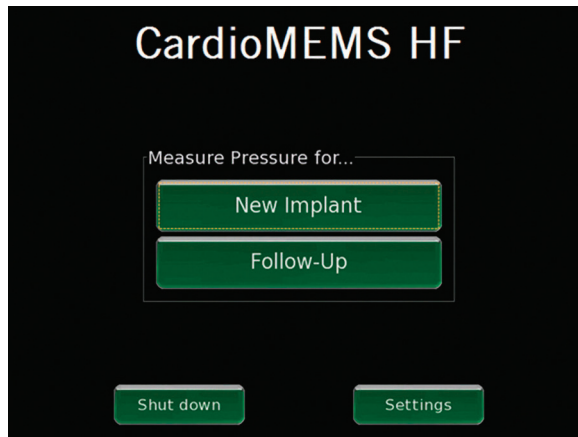 CardioMEMS HF
Measure Pressure for...
New Implant
Follow-Up
Shut down
Settings